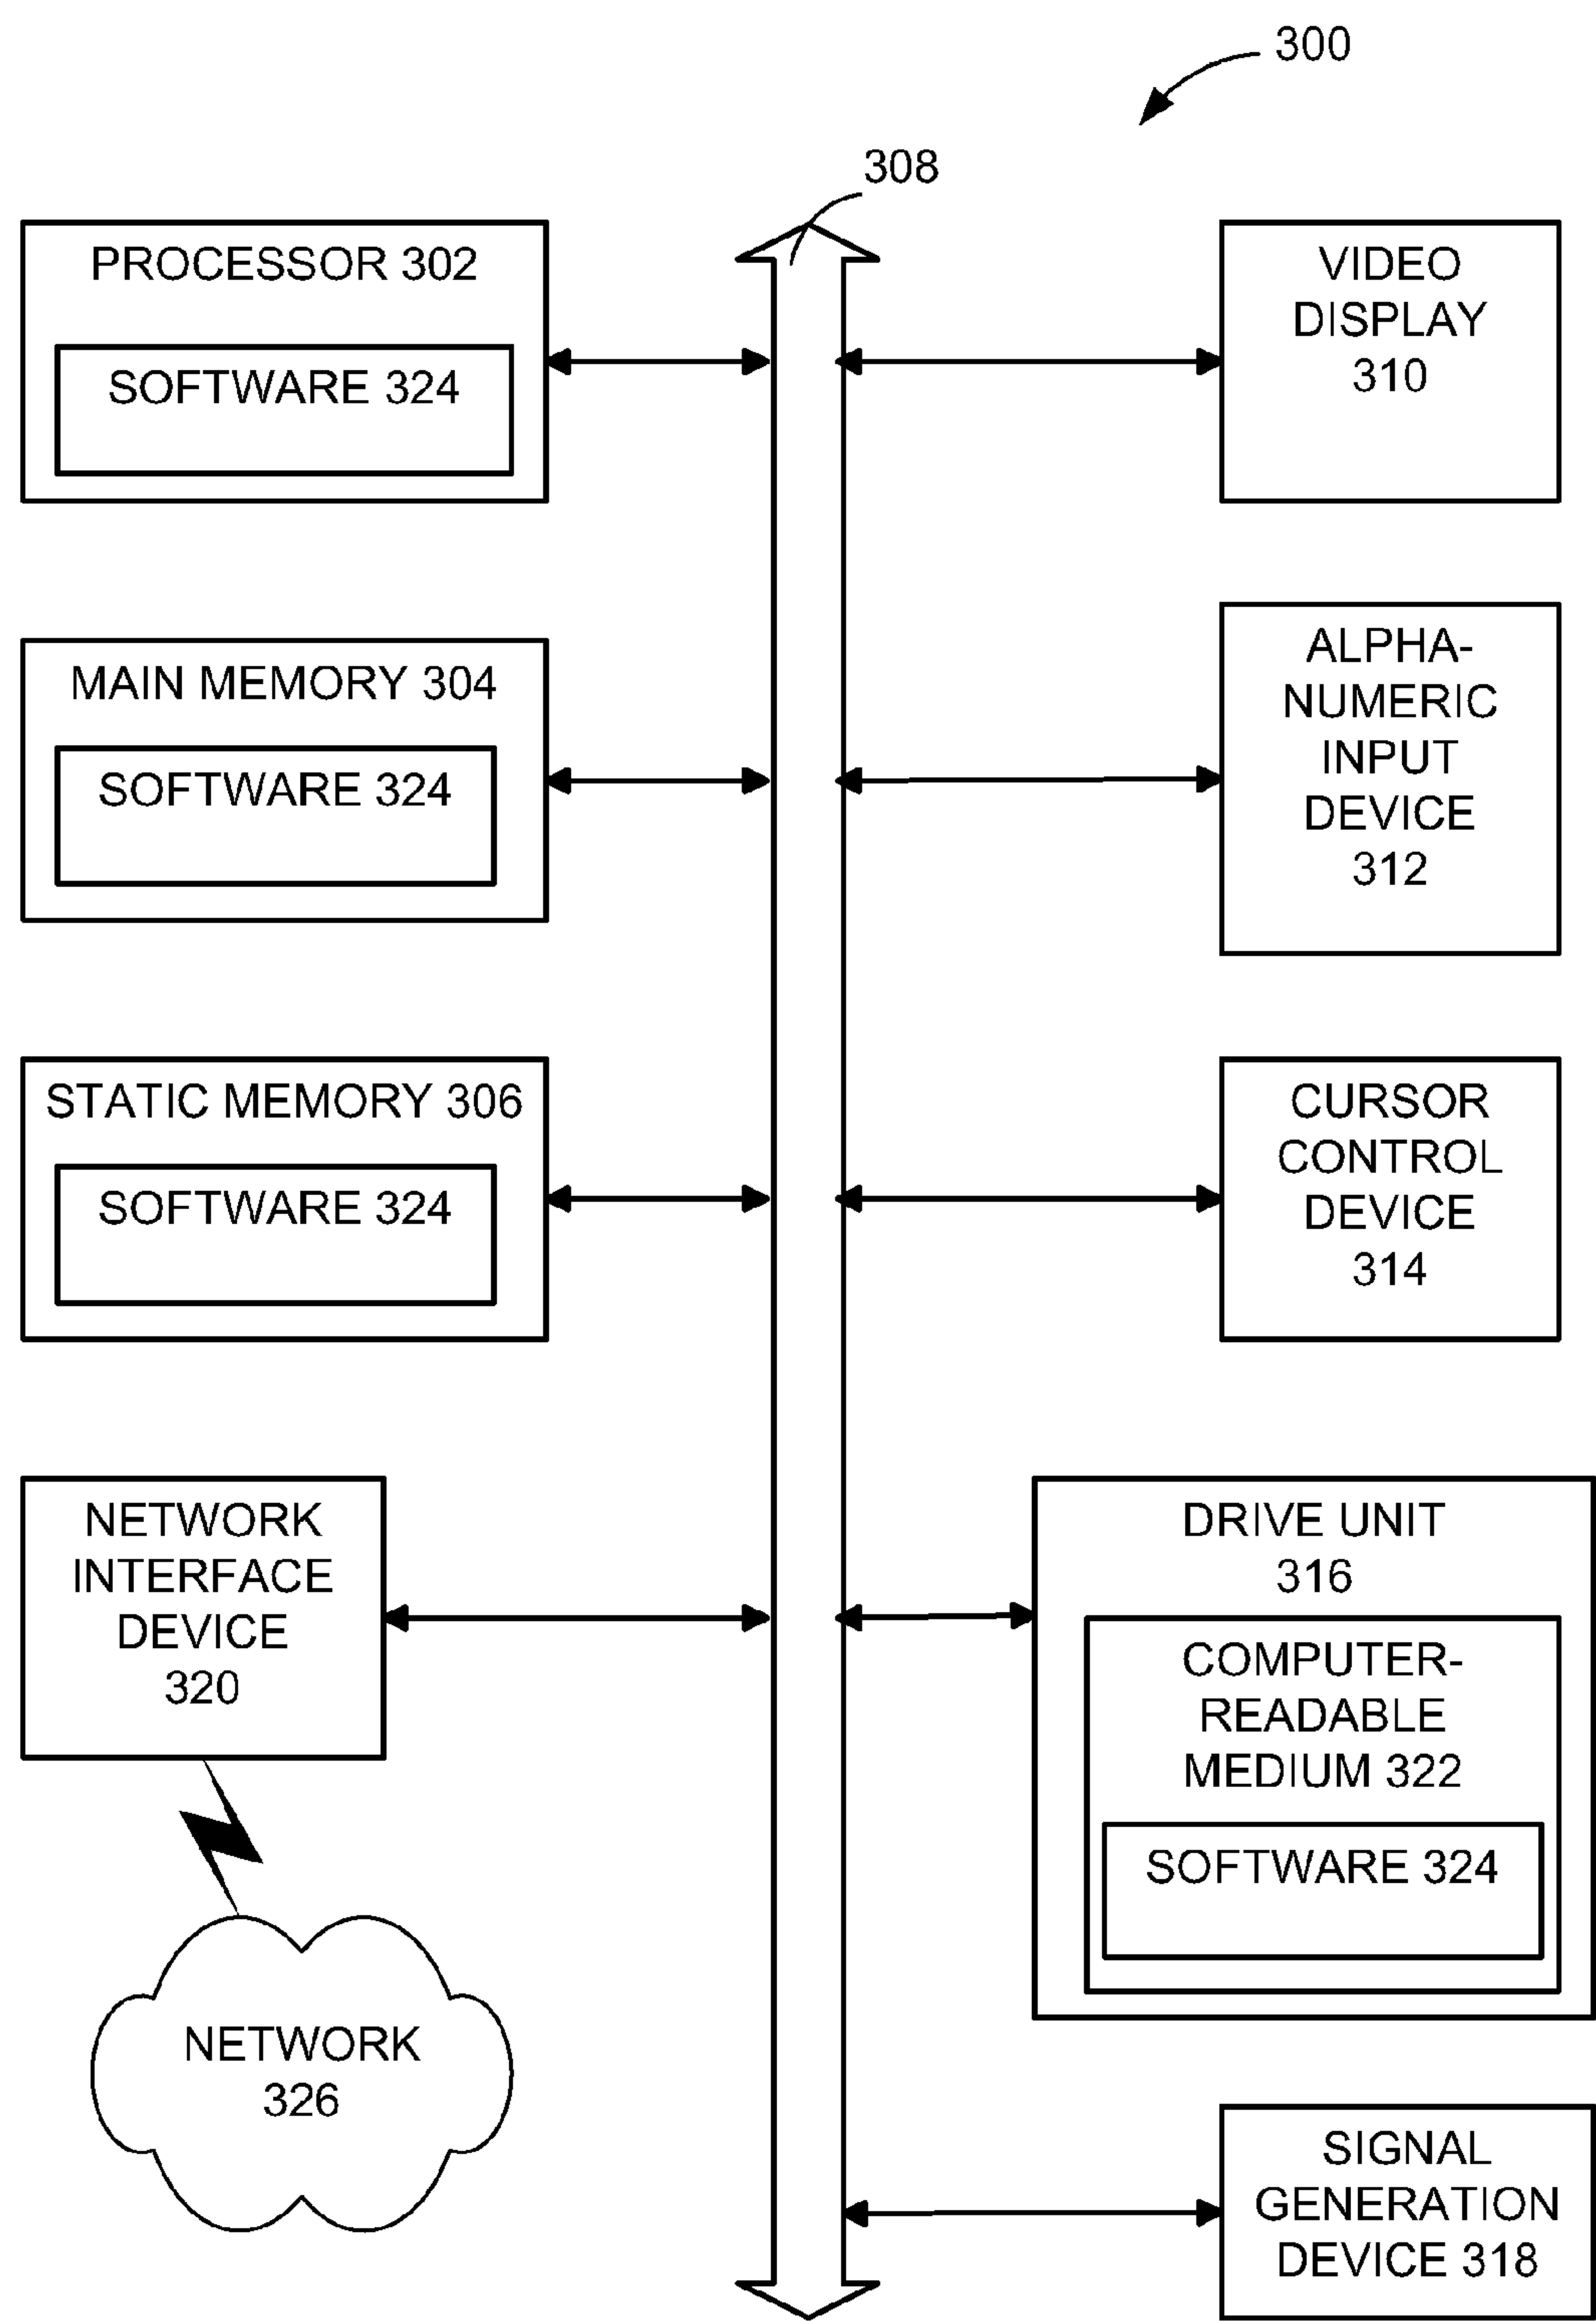 300
308
PROCESSOR 302
SOFTWARE 324
MAIN MEMORY 304
SOFTWARE 324
STATIC MEMORY 306
SOFTWARE 324
NETWORK
INTERFACE
DEVICE
320
NETWORK
326
VIDEO
DISPLAY
310
ALPHA-
NUMERIC
INPUT
DEVICE
312
CURSOR
CONTROL
DEVICE
314
DRIVE UNIT
316
COMPUTER-
READABLE
MEDIUM 322
SOFTWARE 324
SIGNAL
GENERATION
DEVICE 318